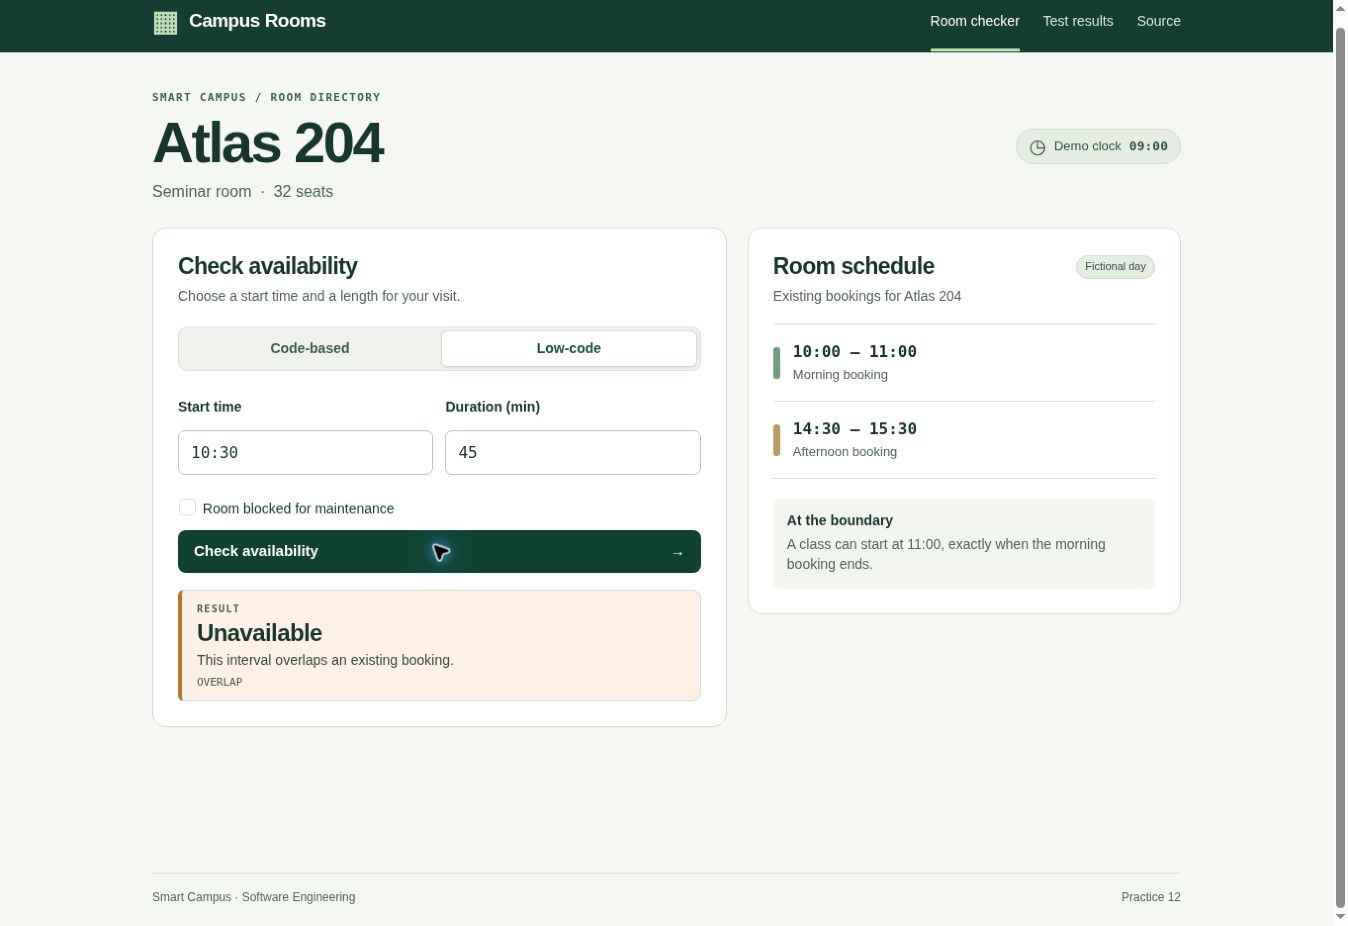 Campus Rooms
Room checker
Test results
Source
SMART CAMPUS / ROOM DIRECTORY
Atlas 204
Seminar room · 32 seats
Demo clock 09:00
Check availability
Choose a start time and a length for your visit.
Code-based
Low-code
Start time
Duration (min)
10:30
45
Room blocked for maintenance
Check availability →
RESULT
Unavailable
This interval overlaps an existing booking.
OVERLAP
Room schedule
Fictional day
Existing bookings for Atlas 204
10:00 – 11:00
Morning booking
14:30 – 15:30
Afternoon booking
At the boundary
A class can start at 11:00, exactly when the morning
booking ends.
Smart Campus · Software Engineering
Practice 12